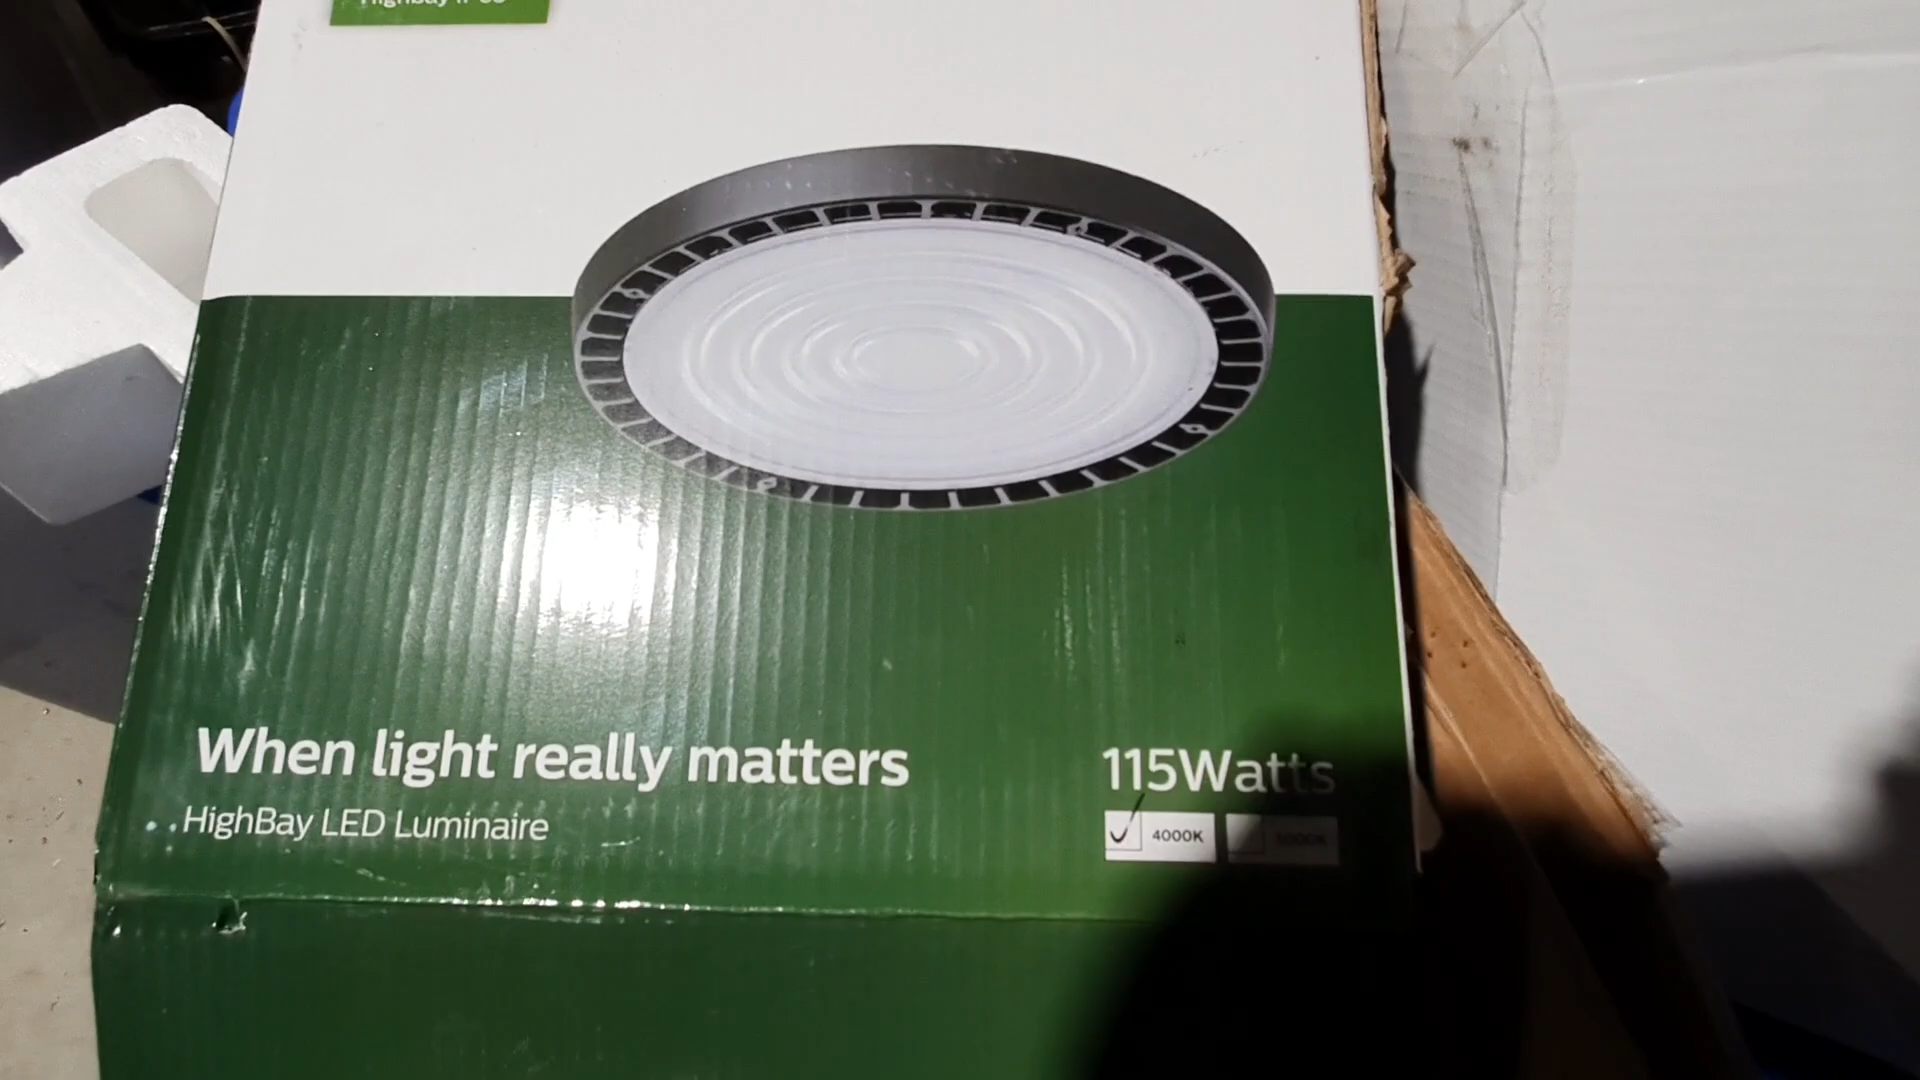 When light really matters
HighBay LED Luminaire
115Watts
4000K